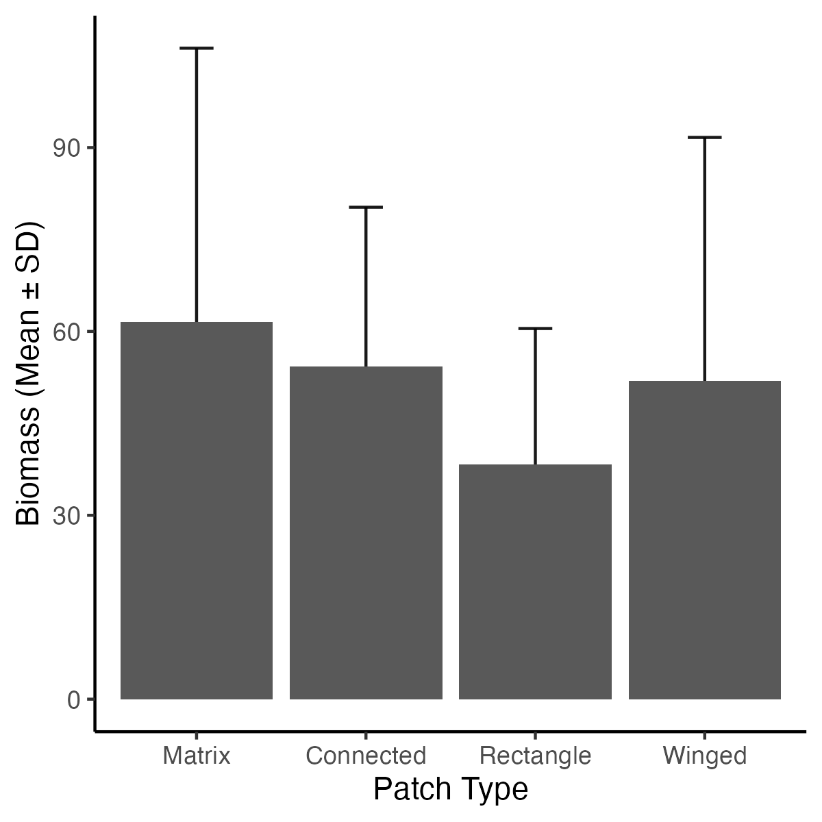 Biomass (Mean ± SD)
90
60
30
0
Matrix Connected Rectangle Winged
Patch Type